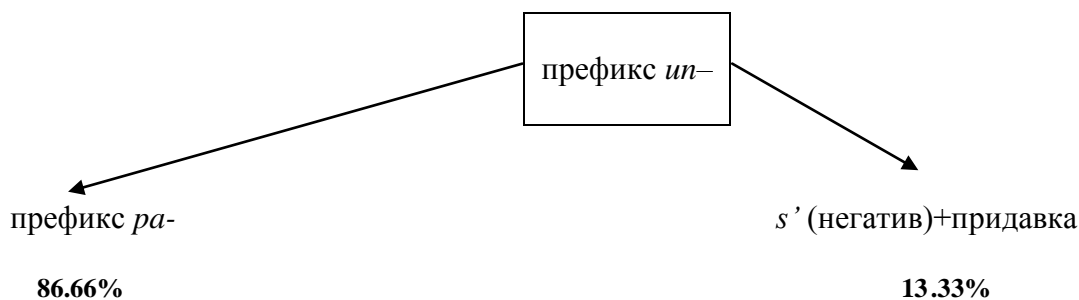 префикс un–
префикс pa-
s’ (негатив)+придавка
86.66%
13.33%